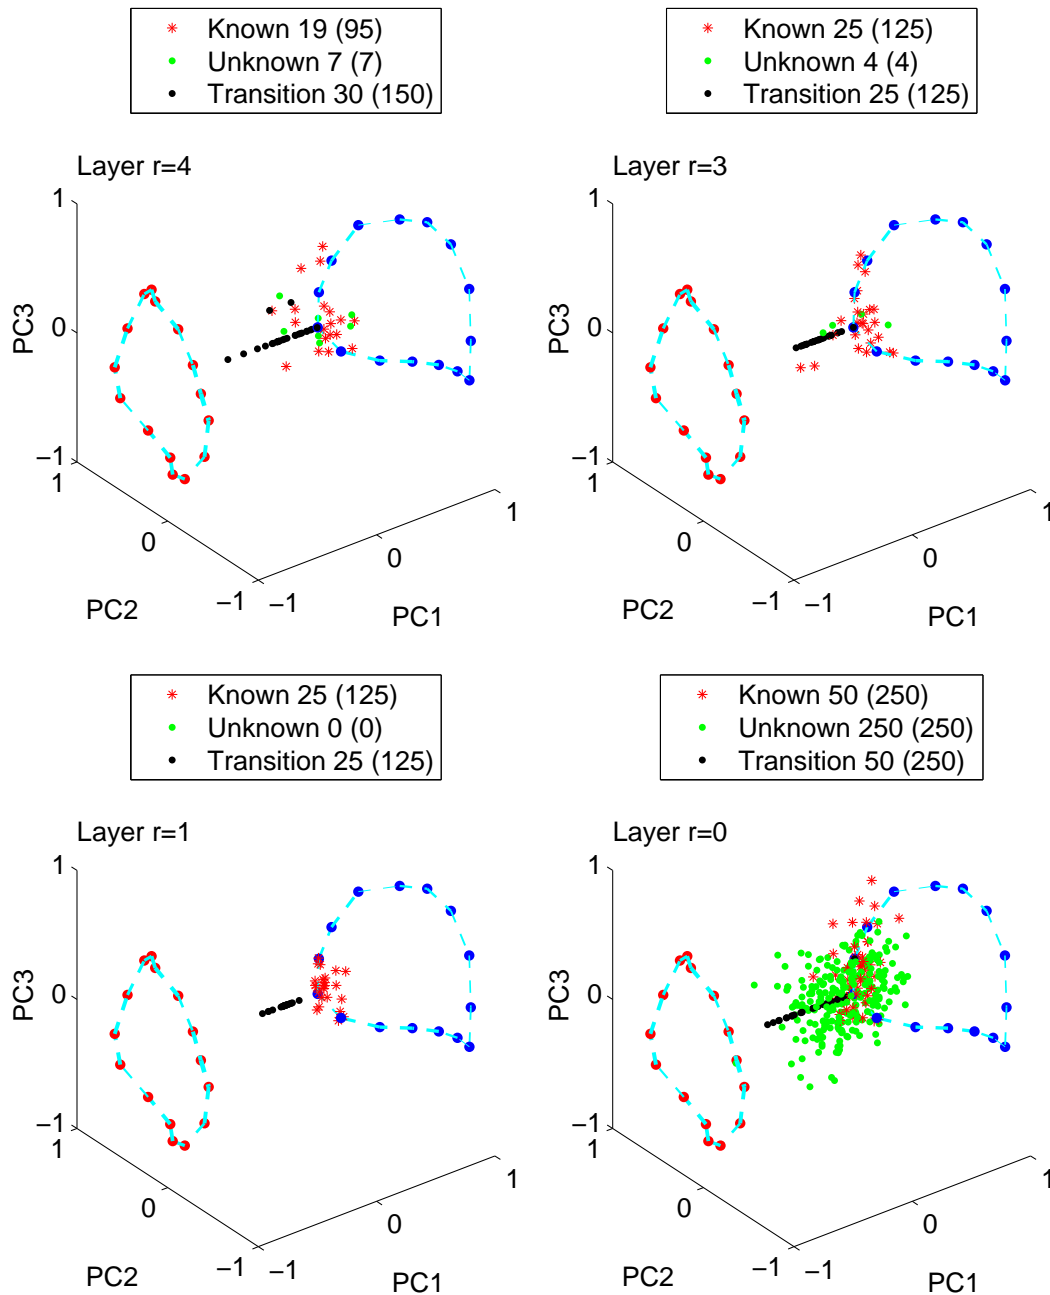 Known 19 (95)
Unknown 7 (7)
Transition 30 (150)
Layer r=4
1
0
−1
PC3
1
0
−1
PC2
−1
0
1
PC1
Known 25 (125)
Unknown 4 (4)
Transition 25 (125)
Layer r=3
1
0
−1
PC3
1
0
−1
PC2
−1
0
1
PC1
Known 25 (125)
Unknown 0 (0)
Transition 25 (125)
Layer r=1
1
0
−1
PC3
1
0
−1
PC2
−1
0
1
PC1
Known 50 (250)
Unknown 250 (250)
Transition 50 (250)
Layer r=0
1
0
−1
PC3
1
0
−1
PC2
−1
0
1
PC1